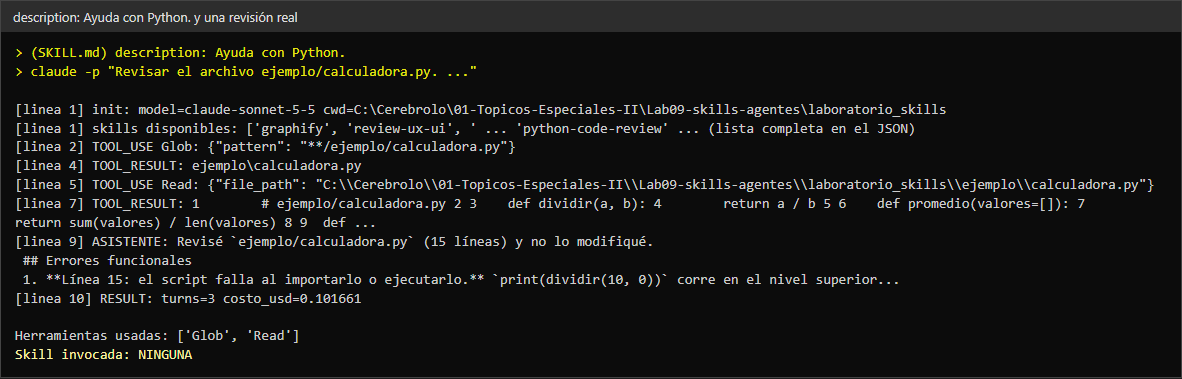 description: Ayuda con Python. y una revisión real
> (SKILL.md) description: Ayuda con Python.
> claude -p "Revisar el archivo ejemplo/calculadora.py. ..."
[linea 1] init: model=claude-sonnet-5-5 cwd=C:\Cerebrolo\01-Topicos-Especiales-II\Lab09-skills-agentes\laboratorio_skills
[linea 1] skills disponibles: ['graphify', 'review-ux-ui', ' ... 'python-code-review' ... (lista completa en el JSON)
[linea 2] TOOL_USE Glob: {"pattern": "**/ejemplo/calculadora.py"}
[linea 4] TOOL_RESULT: ejemplo\calculadora.py
[linea 5] TOOL_USE Read: {"file_path": "C:\\Cerebrolo\\01-Topicos-Especiales-II\\Lab09-skills-agentes\\laboratorio_skills\\ejemplo\\calculadora.py"}
[linea 7] TOOL_RESULT: 1 # ejemplo/calculadora.py 2 3 def dividir(a, b): 4 return a / b 5 6 def promedio(valores=[]): 7
return sum(valores) / len(valores) 8 9 def ...
[linea 9] ASISTENTE: Revisé `ejemplo/calculadora.py` (15 líneas) y no lo modifiqué.
## Errores funcionales
1. **Línea 15: el script falla al importarlo o ejecutarlo.** `print(dividir(10, 0))` corre en el nivel superior...
[linea 10] RESULT: turns=3 costo_usd=0.101661
Herramientas usadas: ['Glob', 'Read']
Skill invocada: NINGUNA